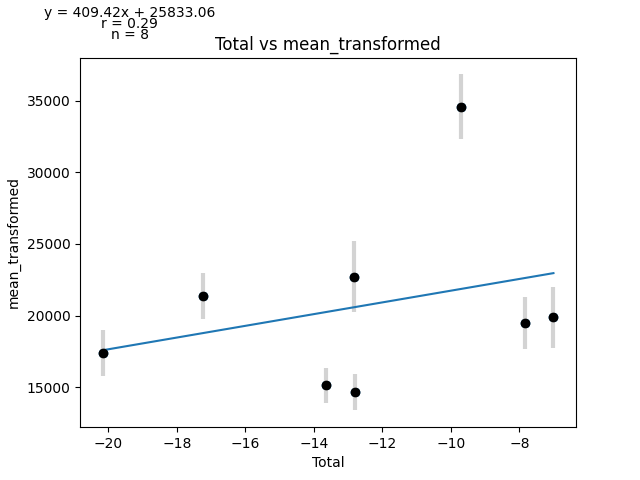 y = 409.42x + 25833.06
r = 0.29
n = 8
Total vs mean_transformed
mean_transformed
35000
30000
25000
20000
15000
−20
−18
−16
−14
−12
−10
−8
Total